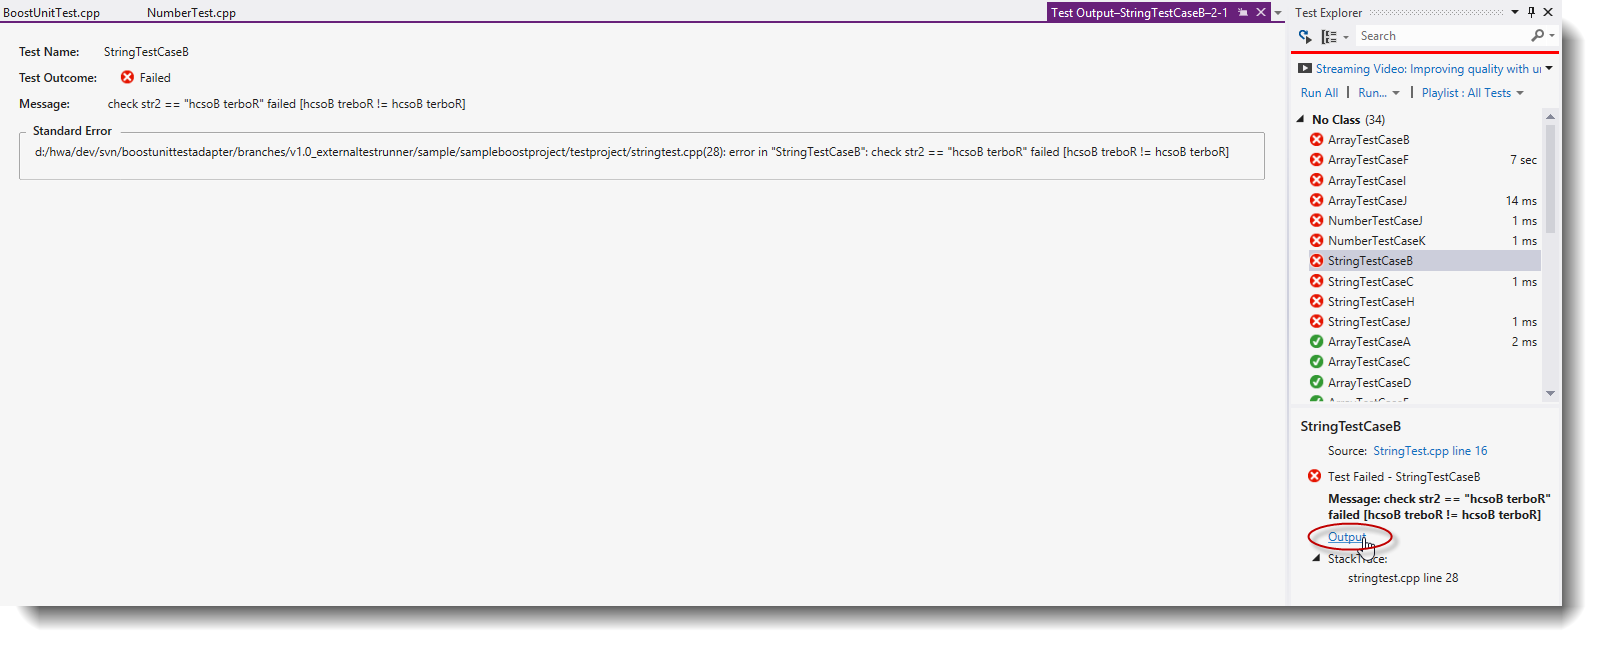 BoostUnitTest.cpp NumberTest.cpp Test Output–StringTestCaseB–2-1
Test Name: StringTestCaseB
Test Outcome: Failed
Message: check str2 == "hcsoB terboR" failed [hcsoB treboR != hcsoB terboR]
Standard Error
d:/hwa/dev/svn/boostunittestadapter/branches/v1.0_externaltestrunner/sample/sampleboostproject/testproject/stringtest.cpp(28): error in "StringTestCaseB": check str2 == "hcsoB terboR" failed [hcsoB treboR != hcsoB terboR]
Test Explorer
Search
Streaming Video: Improving quality with
Run All | Run... | Playlist : All Tests
No Class (34)
ArrayTestCaseB
ArrayTestCaseF 7 sec
ArrayTestCaseI
ArrayTestCaseJ 14 ms
NumberTestCaseJ 1 ms
NumberTestCaseK 1 ms
StringTestCaseB
StringTestCaseC 1 ms
StringTestCaseH
StringTestCaseJ 1 ms
ArrayTestCaseA 2 ms
ArrayTestCaseC
ArrayTestCaseD
StringTestCaseB
Source: StringTest.cpp line 16
Test Failed - StringTestCaseB
Message: check str2 == "hcsoB terboR"
failed [hcsoB treboR != hcsoB terboR]
Output
StackTrace:
stringtest.cpp line 28